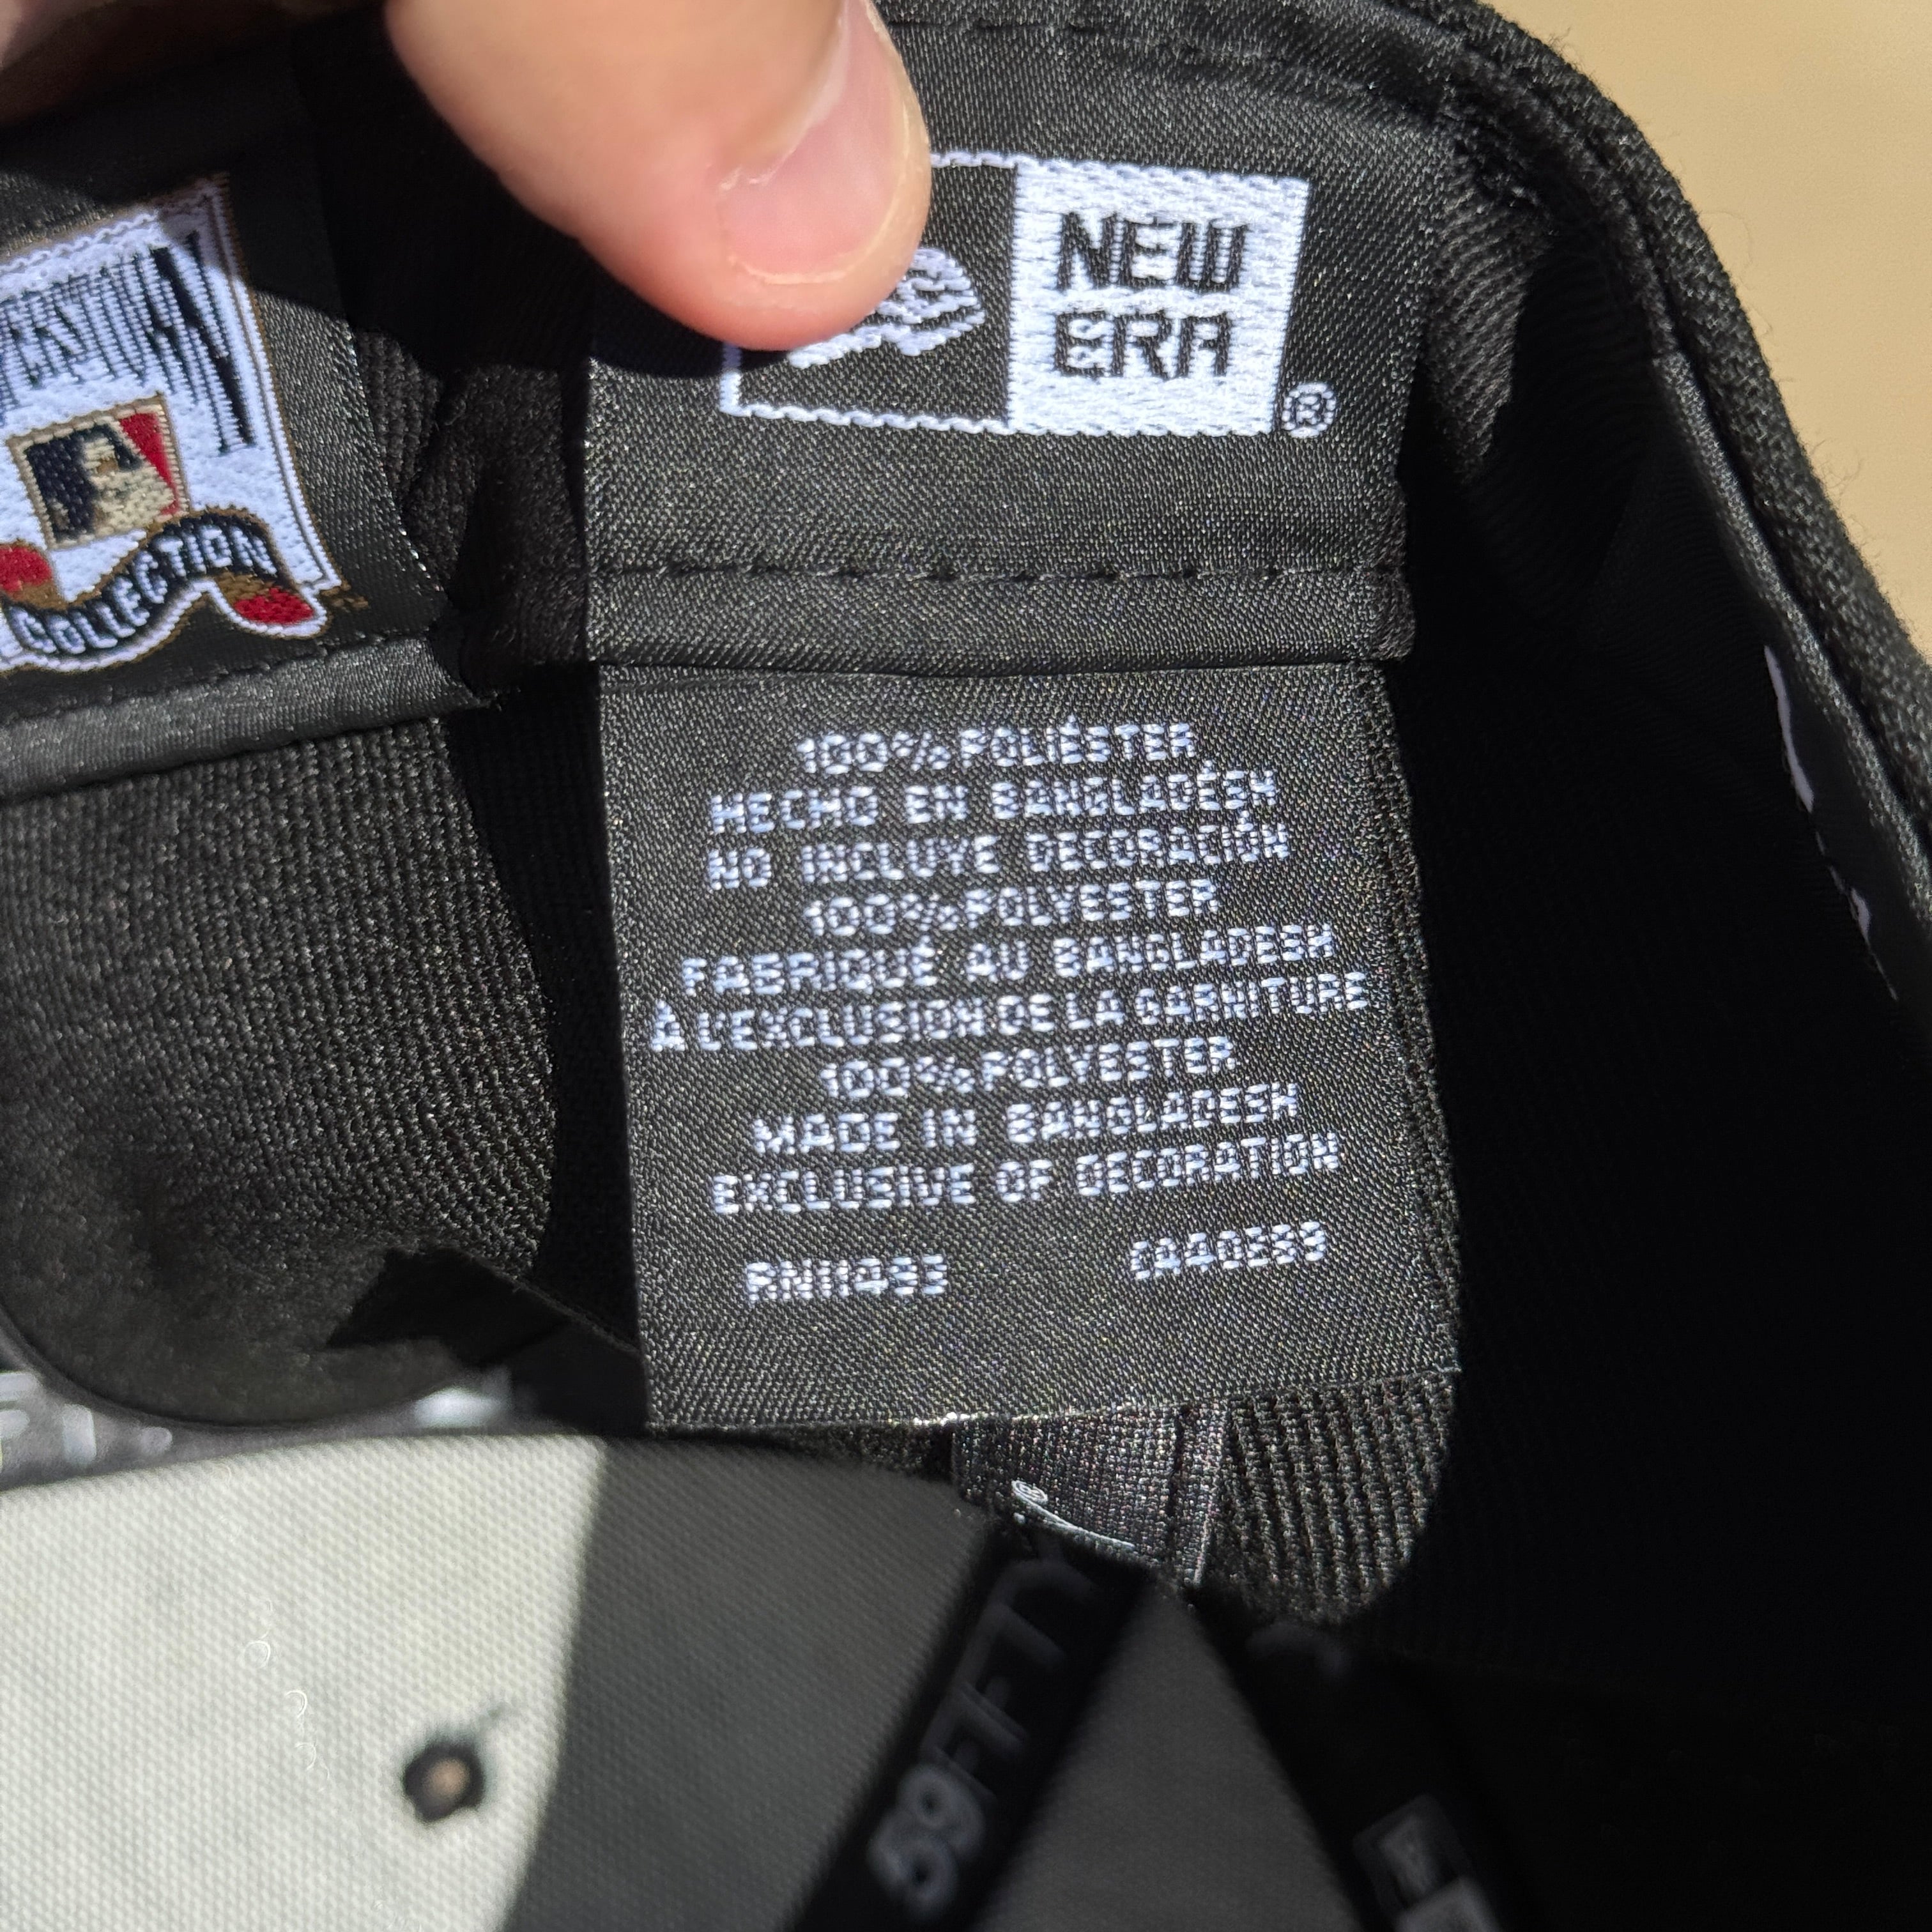 NEW
ERA
®
COLLECTION
100% POLIÉSTER
HECHO EN BANGLADÉSH
NO INCLUYE DECORACIÓN
100% POLYESTER
FABRIQUÉ AU BANGLADESH
À L'EXCLUSION DE LA GARNITURE
100% POLYESTER
MADE IN BANGLADESH
EXCLUSIVE OF DECORATION
RN11493
®
59FIFTY